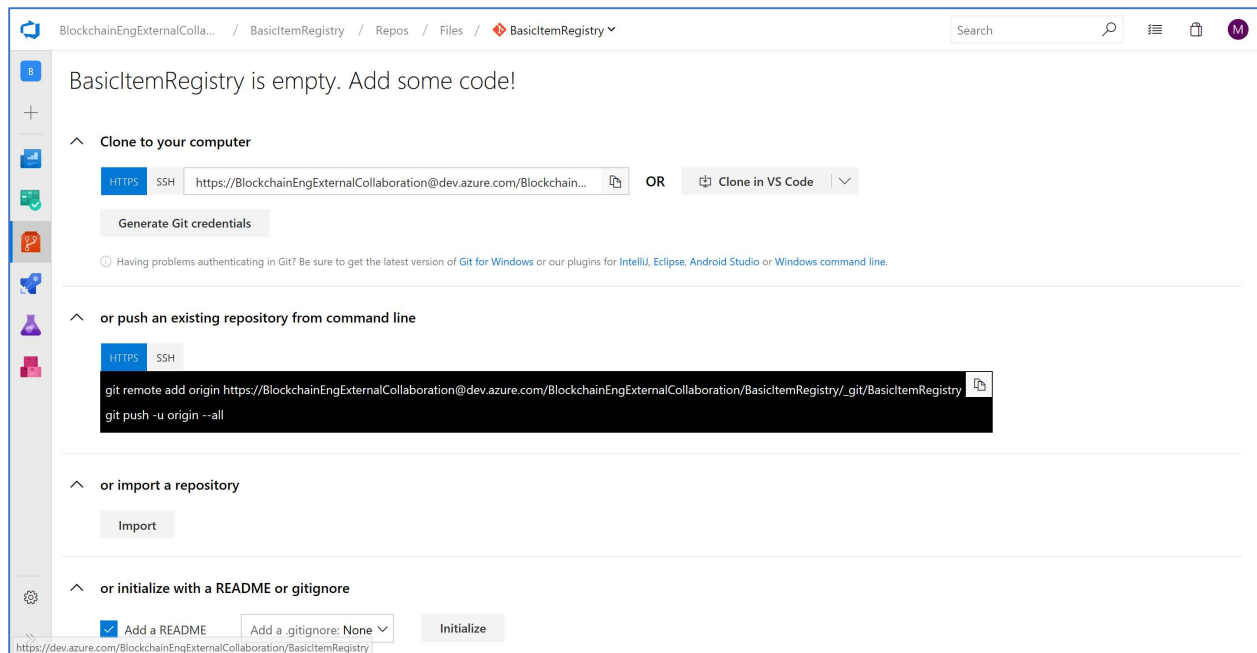 BlockchainEngExternalColla... / BasicItemRegistry / Repos / Files / BasicItemRegistry Search M
B
BasicItemRegistry is empty. Add some code!
Clone to your computer
HTTPS SSH https://BlockchainEngExternalCollaboration@dev.azure.com/Blockchain... OR Clone in VS Code
Generate Git credentials
Having problems authenticating in Git? Be sure to get the latest version of Git for Windows or our plugins for IntelliJ, Eclipse, Android Studio or Windows command line.
or push an existing repository from command line
HTTPS SSH
git remote add origin https://BlockchainEngExternalCollaboration@dev.azure.com/BlockchainEngExternalCollaboration/BasicItemRegistry/_git/BasicItemRegistry
git push -u origin --all
or import a repository
Import
or initialize with a README or gitignore
Add a README Add a .gitignore: None Initialize
https://dev.azure.com/BlockchainEngExternalCollaboration/BasicItemRegistry